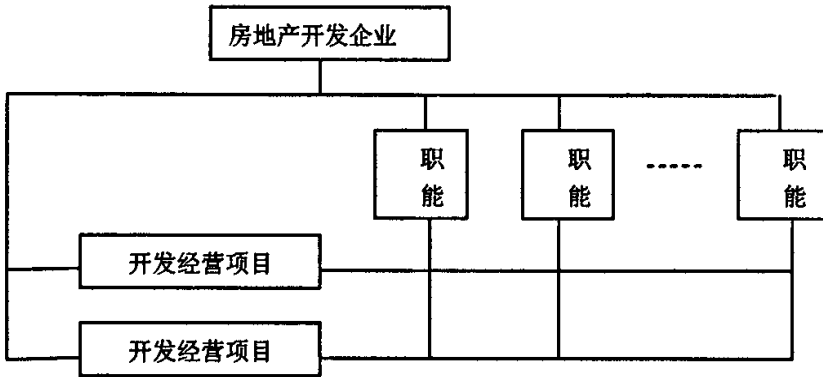 房地产开发企业
职能
职能
-----
职能
开发经营项目
开发经营项目